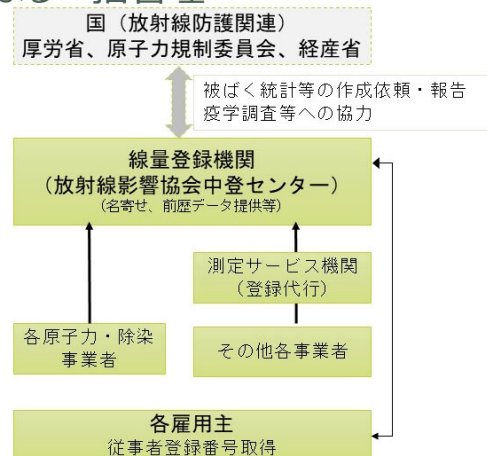 国（放射線防護関連）
厚労省、原子力規制委員会、経産省
被ばく統計等の作成依頼・報告
疫学調査等への協力
線量登録機関
（放射線影響協会中登センター）
（名寄せ、前歴データ提供等）
測定サービス機関
（登録代行）
各原子力・除染
事業者
その他各事業者
各雇用主
従事者登録番号取得